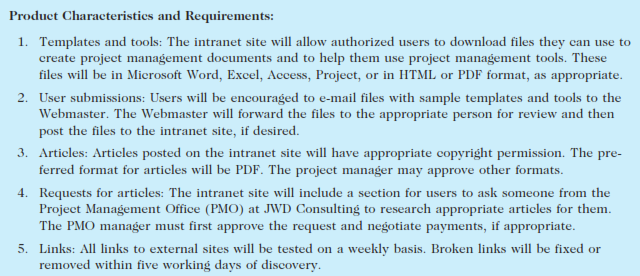 Product Characteristics and Requirements:
1. Templates and tools: The intranet site will allow authorized users to download files they can use to
create project management documents and to help them use project management tools. These
files will be in Microsoft Word, Excel, Access, Project, or in HTML or PDF format, as appropriate.
2. User submissions: Users will be encouraged to e-mail files with sample templates and tools to the
Webmaster. The Webmaster will forward the files to the appropriate person for review and then
post the files to the intranet site, if desired.
3. Articles: Articles posted on the intranet site will have appropriate copyright permission. The pre-
ferred format for articles will be PDF. The project manager may approve other formats.
4. Requests for articles: The intranet site will include a section for users to ask someone from the
Project Management Office (PMO) at JWD Consulting to research appropriate articles for them.
The PMO manager must first approve the request and negotiate payments, if appropriate.
5. Links: All links to external sites will be tested on a weekly basis. Broken links will be fixed or
removed within five working days of discovery.